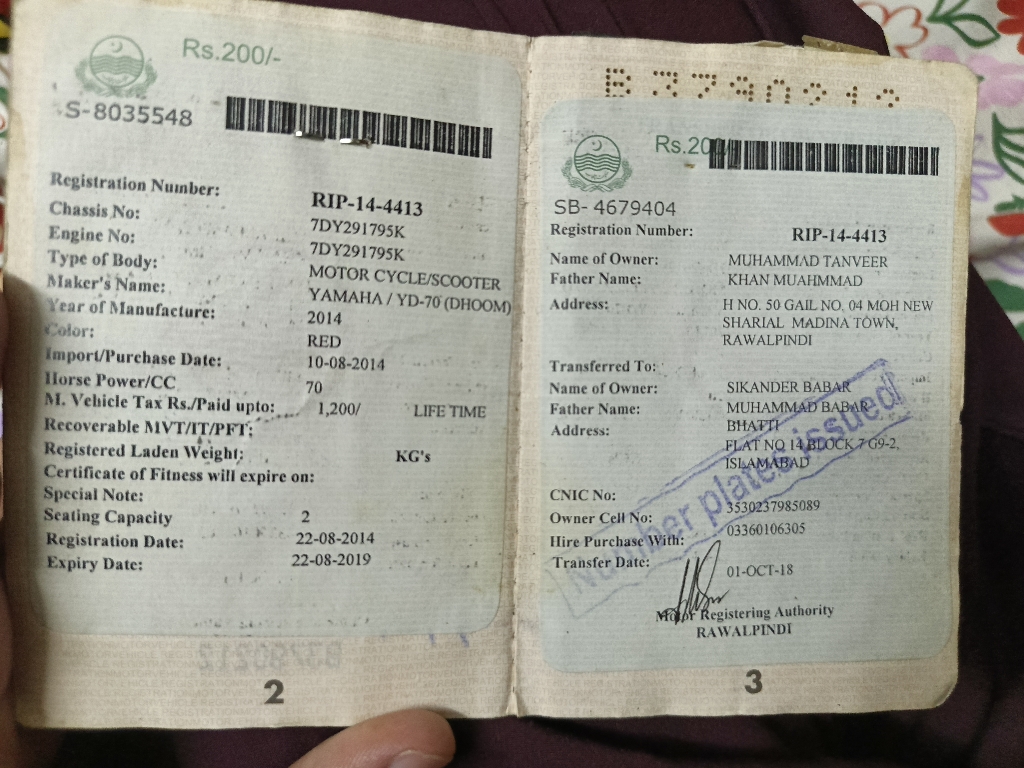 Rs.200/-
S-8035548
Registration Number: RIP-14-4413
Chassis No: 7DY291795K
Engine No: 7DY291795K
Type of Body: MOTOR CYCLE/SCOOTER
Maker's Name: YAMAHA / YD-70 (DHOOM)
Year of Manufacture: 2014
Color: RED
Import/Purchase Date: 10-08-2014
Horse Power/CC 70
M. Vehicle Tax Rs./Paid upto: 1,200/ LIFE TIME
Recoverable MVT/IT/PFT:
Registered Laden Weight: KG's
Certificate of Fitness will expire on:
Special Note:
Seating Capacity 2
Registration Date: 22-08-2014
Expiry Date: 22-08-2019
2
B3790212
Rs.200/-
SB- 4679404
Registration Number: RIP-14-4413
Name of Owner: MUHAMMAD TANVEER
Father Name: KHAN MUAHMMAD
Address: H NO. 50 GAIL NO. 04 MOH NEW
SHARIAL MADINA TOWN,
RAWALPINDI
Transferred To:
Name of Owner: SIKANDER BABAR
Father Name: MUHAMMAD BABAR
BHATTI
Address: FLAT NO 14 BLOCK 7 G9-2,
ISLAMABAD
CNIC No: 3530237985089
Owner Cell No: 03360106305
Hire Purchase With:
Transfer Date: 01-OCT-18
Number plates issued
Motor Registering Authority
RAWALPINDI
3